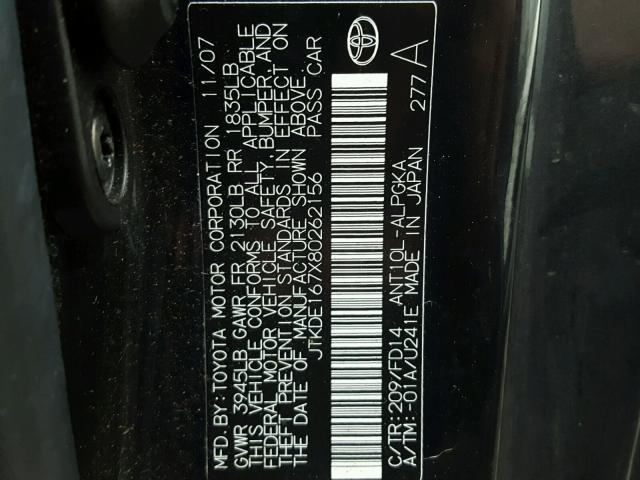 MFD. BY: TOYOTA MOTOR CORPORATION 11/07
GVWR 3945LB GAWR FR 2130LB RR 1835LB
THIS VEHICLE CONFORMS TO ALL APPLICABLE
FEDERAL MOTOR VEHICLE SAFETY, BUMPER, AND
THEFT PREVENTION STANDARDS IN EFFECT ON
THE DATE OF MANUFACTURE SHOWN ABOVE.
JTKDE167X80262156 PASS CAR
C/TR: 209/FD14 ANT10L-ALPGKA
A/TM: -01A/U241E MADE IN JAPAN 277 A